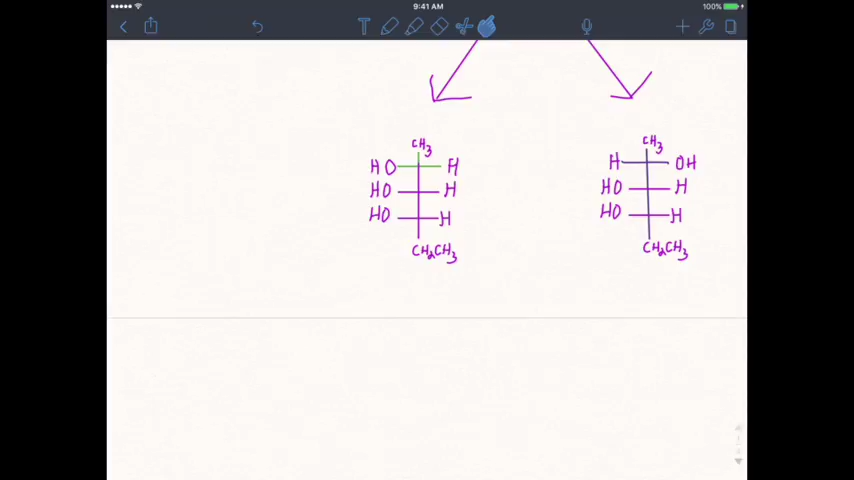 9:41 AM
100%
T
CH3
HO H
HO H
HO H
CH2CH3
CH3
H OH
HO H
HO H
CH2CH3